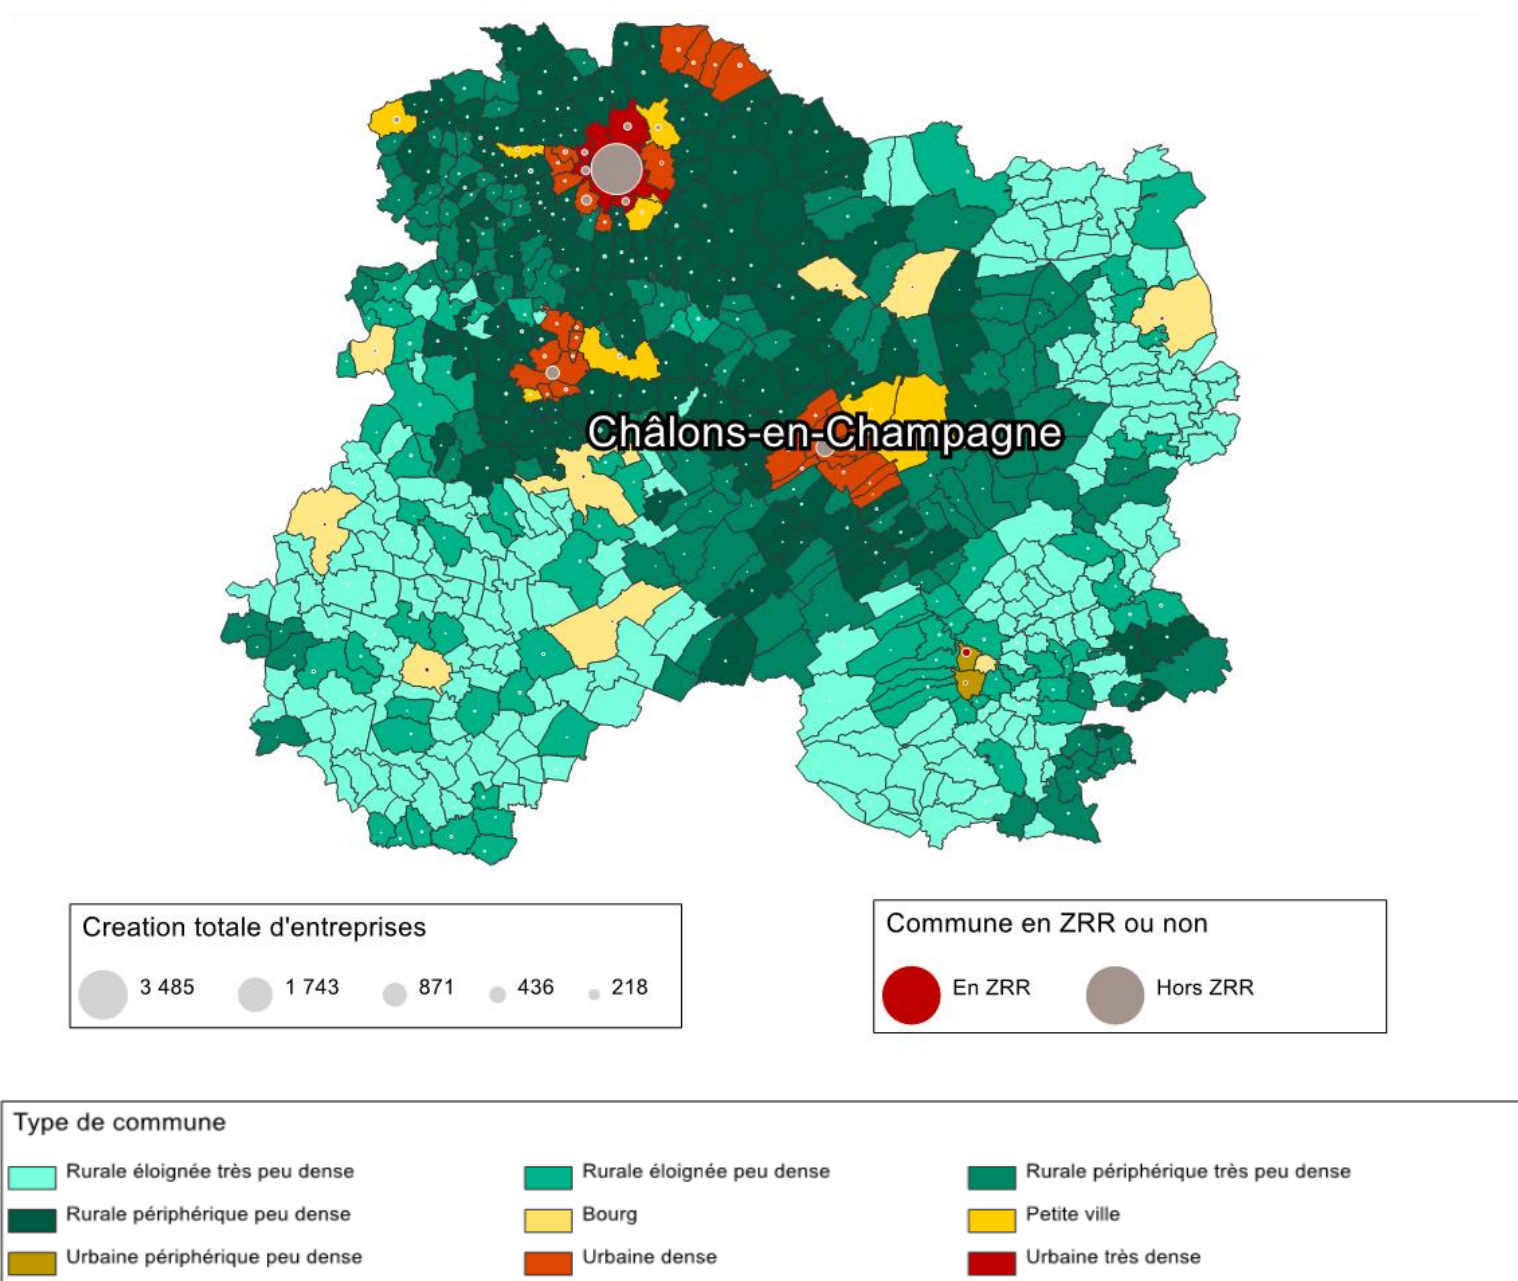 Châlons-en-Champagne
Creation totale d'entreprises
3 485 1 743 871 436 218
Commune en ZRR ou non
En ZRR Hors ZRR
Type de commune
Rurale éloignée très peu dense Rurale éloignée peu dense Rurale périphérique très peu dense
Rurale périphérique peu dense Bourg Petite ville
Urbaine périphérique peu dense Urbaine dense Urbaine très dense